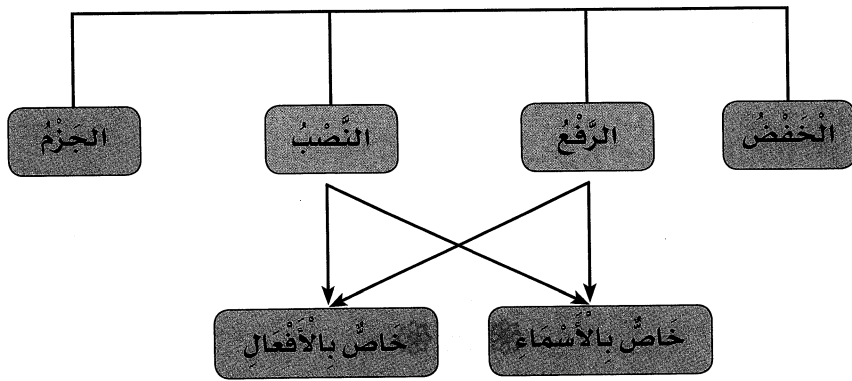 الْخَفْضُ
الرَّفْعُ
النَّصْبُ
الجَزْمُ
خَاصٌّ بِالْأَسْمَاءِ
خَاصٌّ بِالْأَفْعَالِ